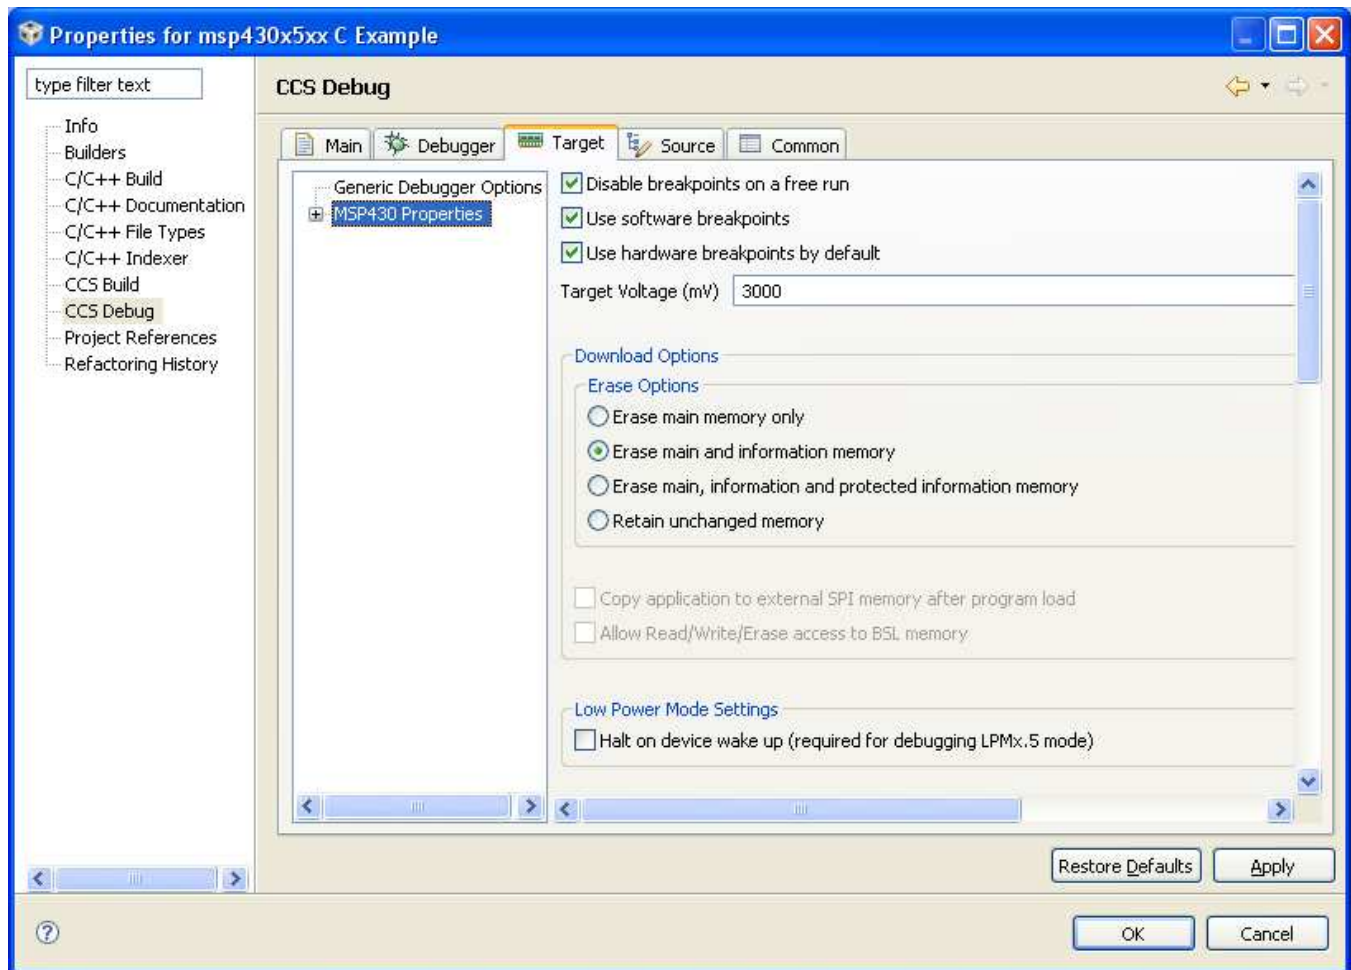 Properties for msp430x5xx C Example
type filter text
CCS Debug
Info
Builders
C/C++ Build
C/C++ Documentation
C/C++ File Types
C/C++ Indexer
CCS Build
CCS Debug
Project References
Refactoring History
Main
Debugger
Target
Source
Common
Generic Debugger Options
MSP430 Properties
Disable breakpoints on a free run
Use software breakpoints
Use hardware breakpoints by default
Target Voltage (mV) 3000
Download Options
Erase Options
Erase main memory only
Erase main and information memory
Erase main, information and protected information memory
Retain unchanged memory
Copy application to external SPI memory after program load
Allow Read/Write/Erase access to BSL memory
Low Power Mode Settings
Halt on device wake up (required for debugging LPMx.5 mode)
Restore Defaults
Apply
OK
Cancel